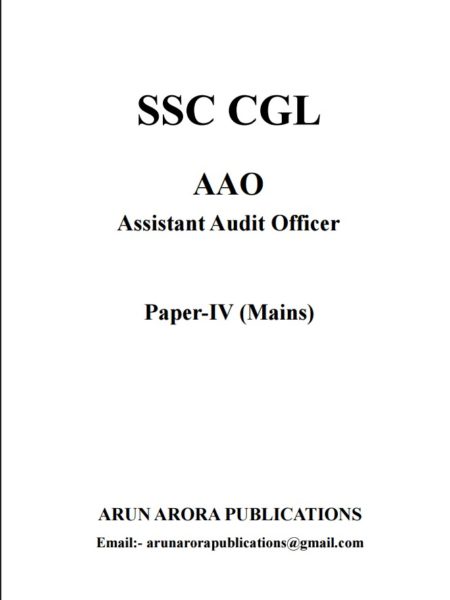 SSC CGL
AAO
Assistant Audit Officer
Paper-IV (Mains)
ARUN ARORA PUBLICATIONS
Email:- arunarorapublications@gmail.com